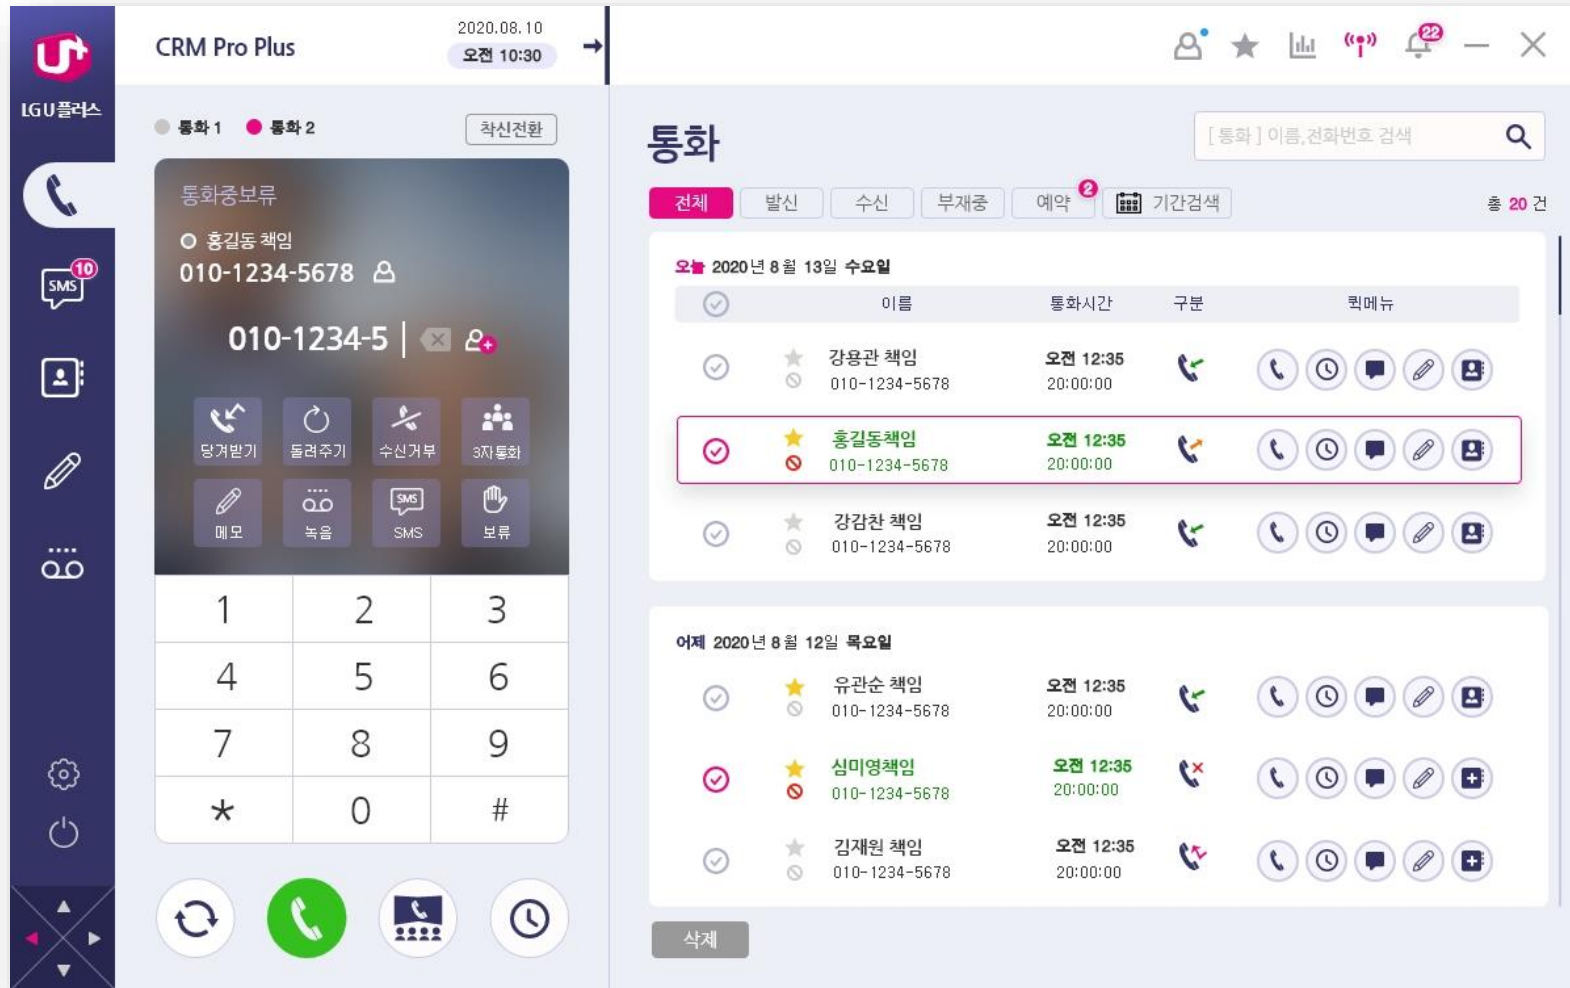 CRM Pro Plus
2020.08.10
오전 10:30
22
LGU플러스
통화 1
통화 2
착신전환
통화중보류
홍길동 책임
010-1234-5678
010-1234-5
당겨받기
돌려주기
수신거부
3자통화
메모
녹음
SMS
SMS
보류
1
2
3
4
5
6
7
8
9
*
0
#
10
SMS
통화
[ 통화 ] 이름,전화번호 검색
전체
발신
수신
부재중
예약
2
기간검색
총 20 건
오늘 2020년 8월 13일 수요일
이름
통화시간
구분
퀵메뉴
강용관 책임
오전 12:35
010-1234-5678
20:00:00
홍길동책임
오전 12:35
010-1234-5678
20:00:00
강감찬 책임
오전 12:35
010-1234-5678
20:00:00
어제 2020년 8월 12일 목요일
유관순 책임
오전 12:35
010-1234-5678
20:00:00
심미영책임
오전 12:35
010-1234-5678
20:00:00
김재원 책임
오전 12:35
010-1234-5678
20:00:00
삭제